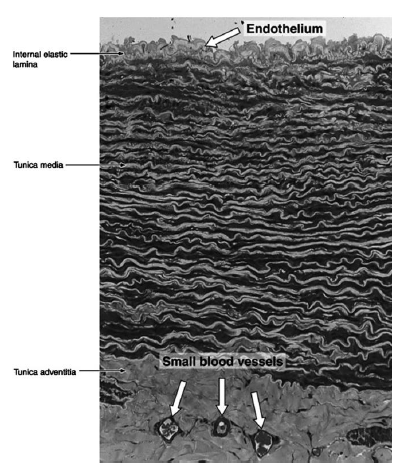 Endothelium
Internal elastic
lamina
Tunica media
Tunica adventitia
Small blood vessels